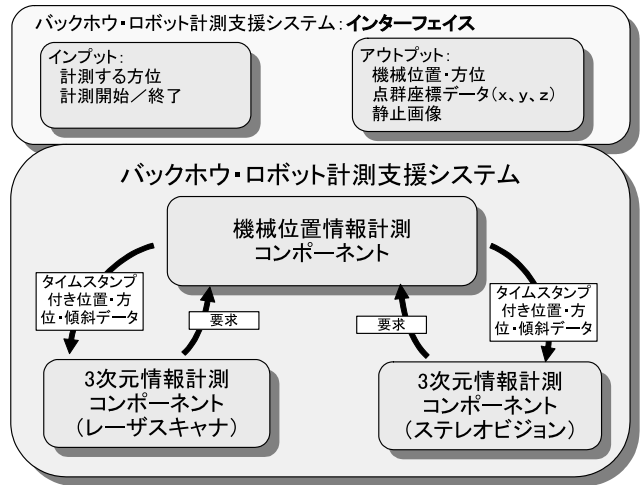 バックホウ・ロボット計測支援システム：インターフェイス
インプット：
計測する方位
計測開始／終了
アウトプット：
機械位置・方位
点群座標データ（ｘ、ｙ、ｚ）
静止画像
バックホウ・ロボット計測支援システム
機械位置情報計測
コンポーネント
タイムスタンプ
付き位置・方
位・傾斜データ
要求
要求
タイムスタンプ
付き位置・方
位・傾斜データ
3次元情報計測
コンポーネント
（レーザスキャナ）
3次元情報計測
コンポーネント
（ステレオビジョン）